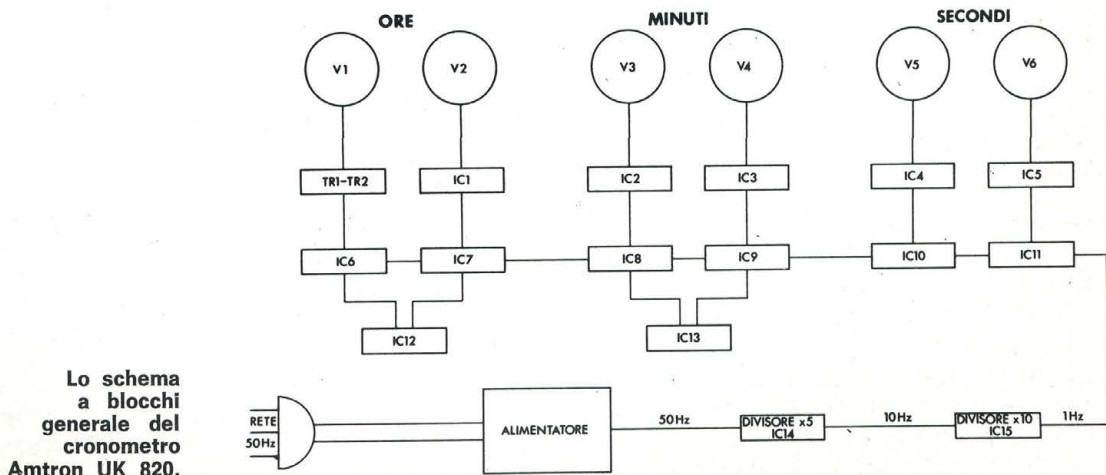 ORE
MINUTI
SECONDI
V1
V2
V3
V4
V5
V6
TR1-TR2
IC1
IC2
IC3
IC4
IC5
IC6
IC7
IC8
IC9
IC10
IC11
IC12
IC13
Lo schema
a blocchi
generale del
cronometro
Amtron UK 820.
RETE
50Hz
ALIMENTATORE
50Hz
DIVISORE x5
IC14
10Hz
DIVISORE x10
IC15
1Hz